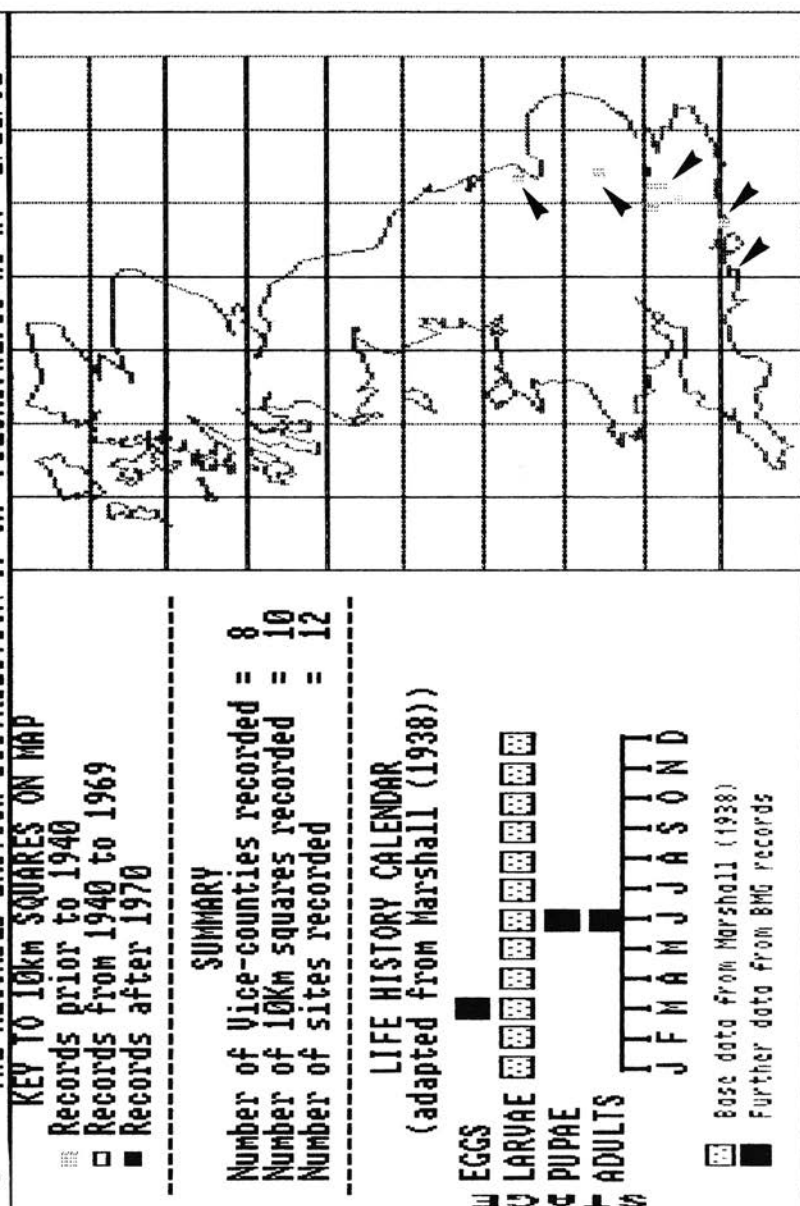 KEY TO 10km SQUARES ON MAP
Records prior to 1940
Records from 1940 to 1969
Records after 1970
SUMMARY
Number of Vice-counties recorded = 8
Number of 10Km squares recorded = 10
Number of sites recorded = 12
LIFE HISTORY CALENDAR
(adapted from Marshall (1938))
EGGS
LARVAE
PUPAE
ADULTS
J F M A M J J A S O N D
Base data from Marshall (1938)
Further data from BMG records